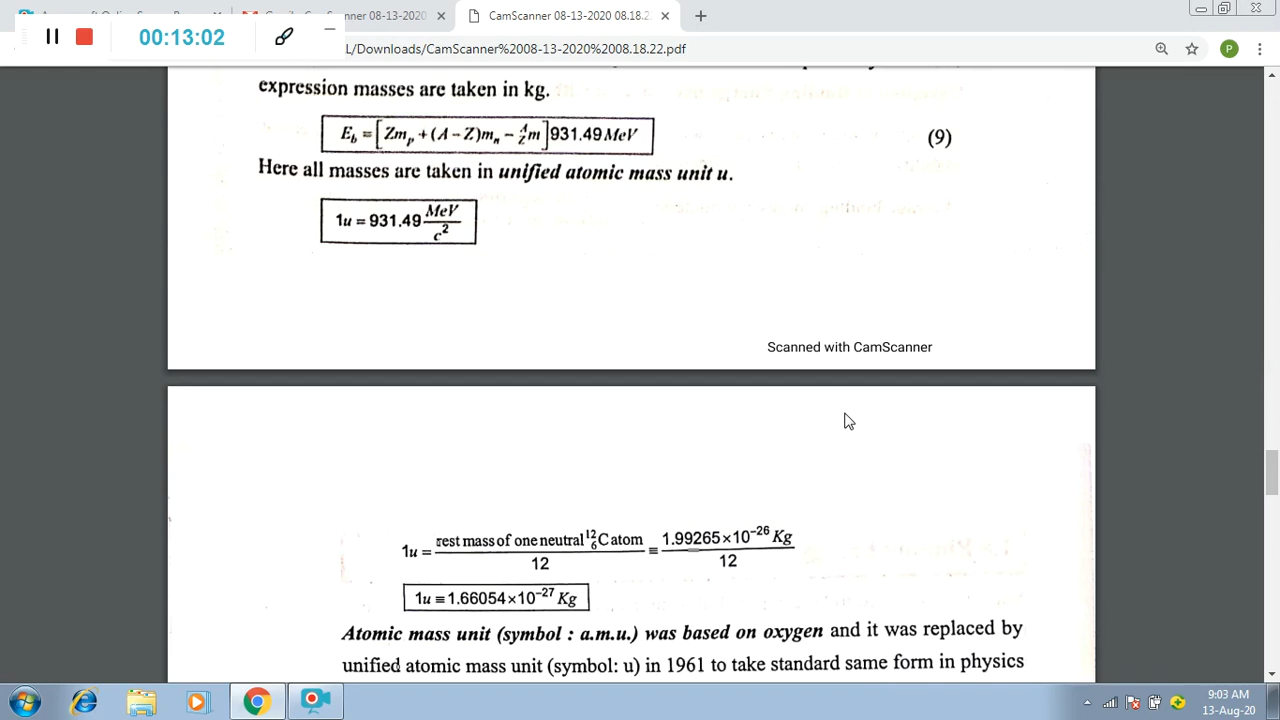 nner 08-13-2020
CamScanner 08-13-2020 08.18.2
00:13:02
L/Downloads/CamScanner%2008-13-2020%2008.18.22.pdf
P
expression masses are taken in kg.
E_b = [Zm_p + (A - Z)m_n - ^A_Z m] 931.49 MeV
(9)
Here all masses are taken in unified atomic mass unit u.
1u = 931.49 MeV/c²
Scanned with CamScanner
1u = rest mass of one neutral ¹²₆C atom / 12 ≡ 1.99265×10⁻²⁶ Kg / 12
1u ≡ 1.66054×10⁻²⁷ Kg
Atomic mass unit (symbol : a.m.u.) was based on oxygen and it was replaced by
unified atomic mass unit (symbol: u) in 1961 to take standard same form in physics
9:03 AM
13-Aug-20